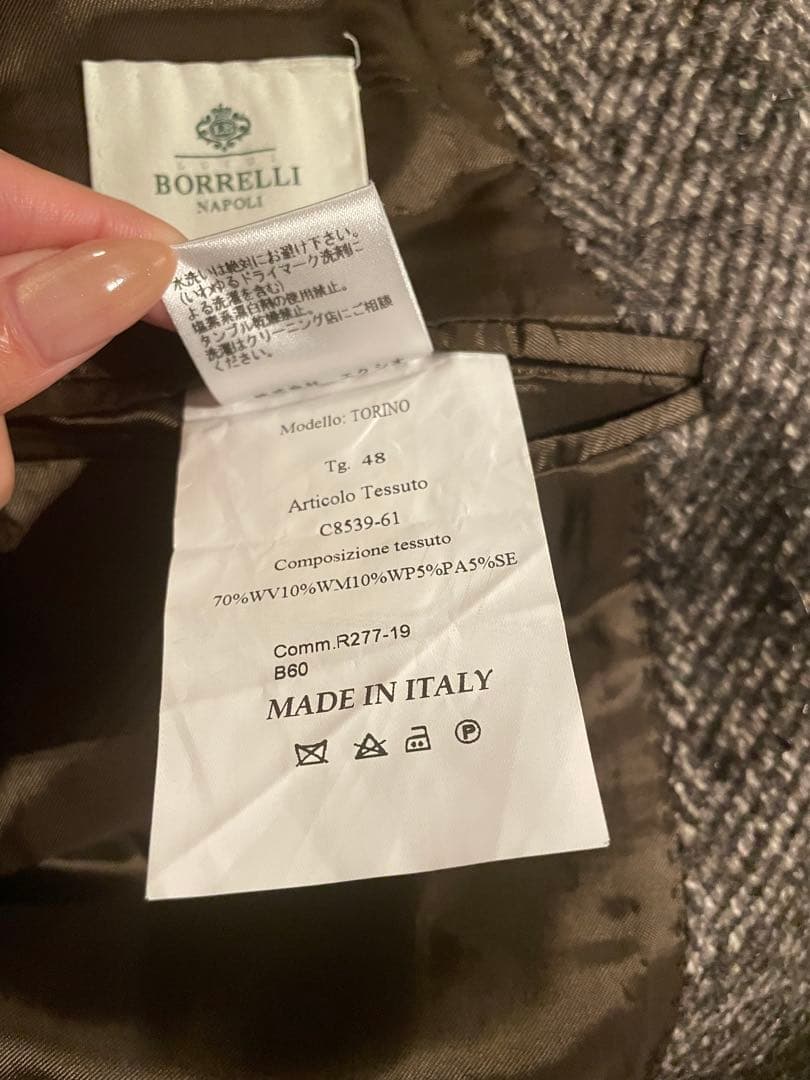 LUIGI
BORRELLI
NAPOLI
水洗いは絶対にお避け下さい。
(いわゆるドライマーク洗剤に
よる洗濯を含む)
塩素系漂白剤の使用禁止。
タンブル乾燥禁止。
洗濯はクリーニング店にご相談
ください。
Modello: TORINO
Tg. 48
Articolo Tessuto
C8539-61
Composizione tessuto
70%WV10%WM10%WP5%PA5%SE
Comm.R277-19
B60
MADE IN ITALY
P